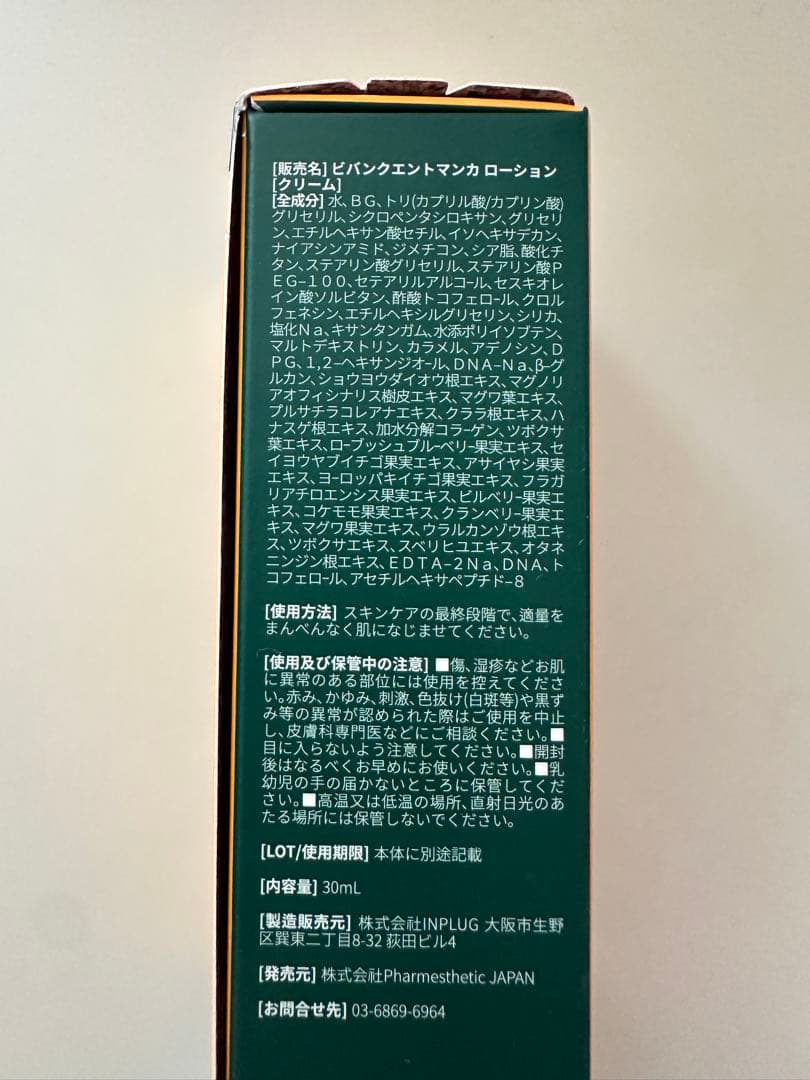 [販売名] ビバンクエントマンカ ローション
[クリーム]
[全成分] 水、ＢＧ、トリ(カプリル酸/カプリン酸)
グリセリル、シクロペンタシロキサン、グリセリ
ン、エチルヘキサン酸セチル、イソヘキサデカン、
ナイアシンアミド、ジメチコン、シア脂、酸化チ
タン、ステアリン酸グリセリル、ステアリン酸Ｐ
ＥＧ−１００、セテアリルアルコール、セスキオレ
イン酸ソルビタン、酢酸トコフェロール、クロル
フェネシン、エチルヘキシルグリセリン、シリカ、
塩化Ｎａ、キサンタンガム、水添ポリイソブテン、
マルトデキストリン、カラメル、アデノシン、Ｄ
ＰＧ、１,２−ヘキサンジオール、ＤＮＡ−Ｎａ、β-グ
ルカン、ショウヨウダイオウ根エキス、マグノリ
アオフィシナリス樹皮エキス、マグワ葉エキス、
プルサチラコレアナエキス、クララ根エキス、ハ
ナスゲ根エキス、加水分解コラーゲン、ツボクサ
葉エキス、ローブッシュブルーベリー果実エキス、セ
イヨウヤブイチゴ果実エキス、アサイヤシ果実
エキス、ヨーロッパキイチゴ果実エキス、フラガ
リアチロエンシス果実エキス、ビルベリー果実エ
キス、コケモモ果実エキス、クランベリー果実エ
キス、マグワ果実エキス、ウラルカンゾウ根エキ
ス、ツボクサエキス、スベリヒユエキス、オタネ
ニンジン根エキス、ＥＤＴＡ−２Ｎａ、ＤＮＡ、ト
コフェロール、アセチルヘキサペプチド−８
[使用方法] スキンケアの最終段階で、適量を
まんべんなく肌になじませてください。
[使用及び保管中の注意] ■傷、湿疹などお肌
に異常のある部位には使用を控えてくださ
い。赤み、かゆみ、刺激、色抜け(白斑等)や黒ず
み等の異常が認められた際はご使用を中止
し、皮膚科専門医などにご相談ください。■
目に入らないよう注意してください。■開封
後はなるべくお早めにお使いください。■乳
幼児の手の届かないところに保管してくだ
さい。■高温又は低温の場所、直射日光のあ
たる場所には保管しないでください。
[LOT/使用期限] 本体に別途記載
[内容量] 30mL
[製造販売元] 株式会社INPLUG 大阪市生野
区巽東二丁目8-32 荻田ビル4
[発売元] 株式会社Pharmesthetic JAPAN
[お問合せ先] 03-6869-6964